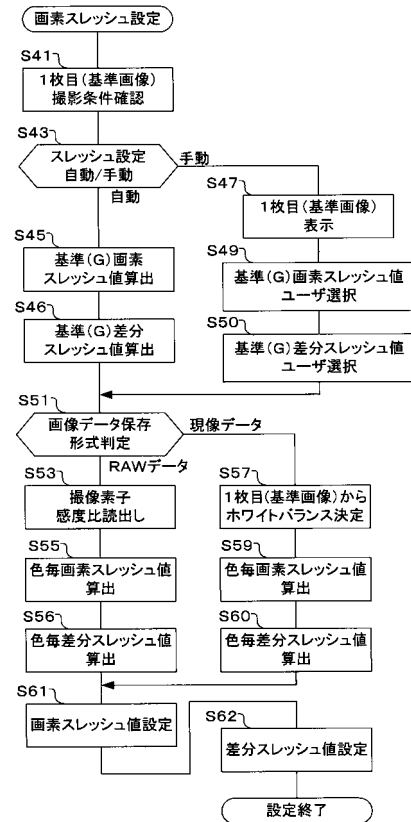 画素スレッシュ設定
S41
1枚目(基準画像)
撮影条件確認
S43
スレッシュ設定
自動/手動
手動
自動
S47
1枚目(基準画像)
表示
S45
基準(G)画素
スレッシュ値算出
S49
基準(G)画素スレッシュ値
ユーザ選択
S46
基準(G)差分
スレッシュ値算出
S50
基準(G)差分スレッシュ値
ユーザ選択
S51
画像データ保存
形式判定
現像データ
RAWデータ
S53
撮像素子
感度比読出し
S57
1枚目(基準画像)から
ホワイトバランス決定
S55
色毎画素スレッシュ値
算出
S59
色毎画素スレッシュ値
算出
S56
色毎差分スレッシュ値
算出
S60
色毎差分スレッシュ値
算出
S61
画素スレッシュ値設定
S62
差分スレッシュ値設定
設定終了